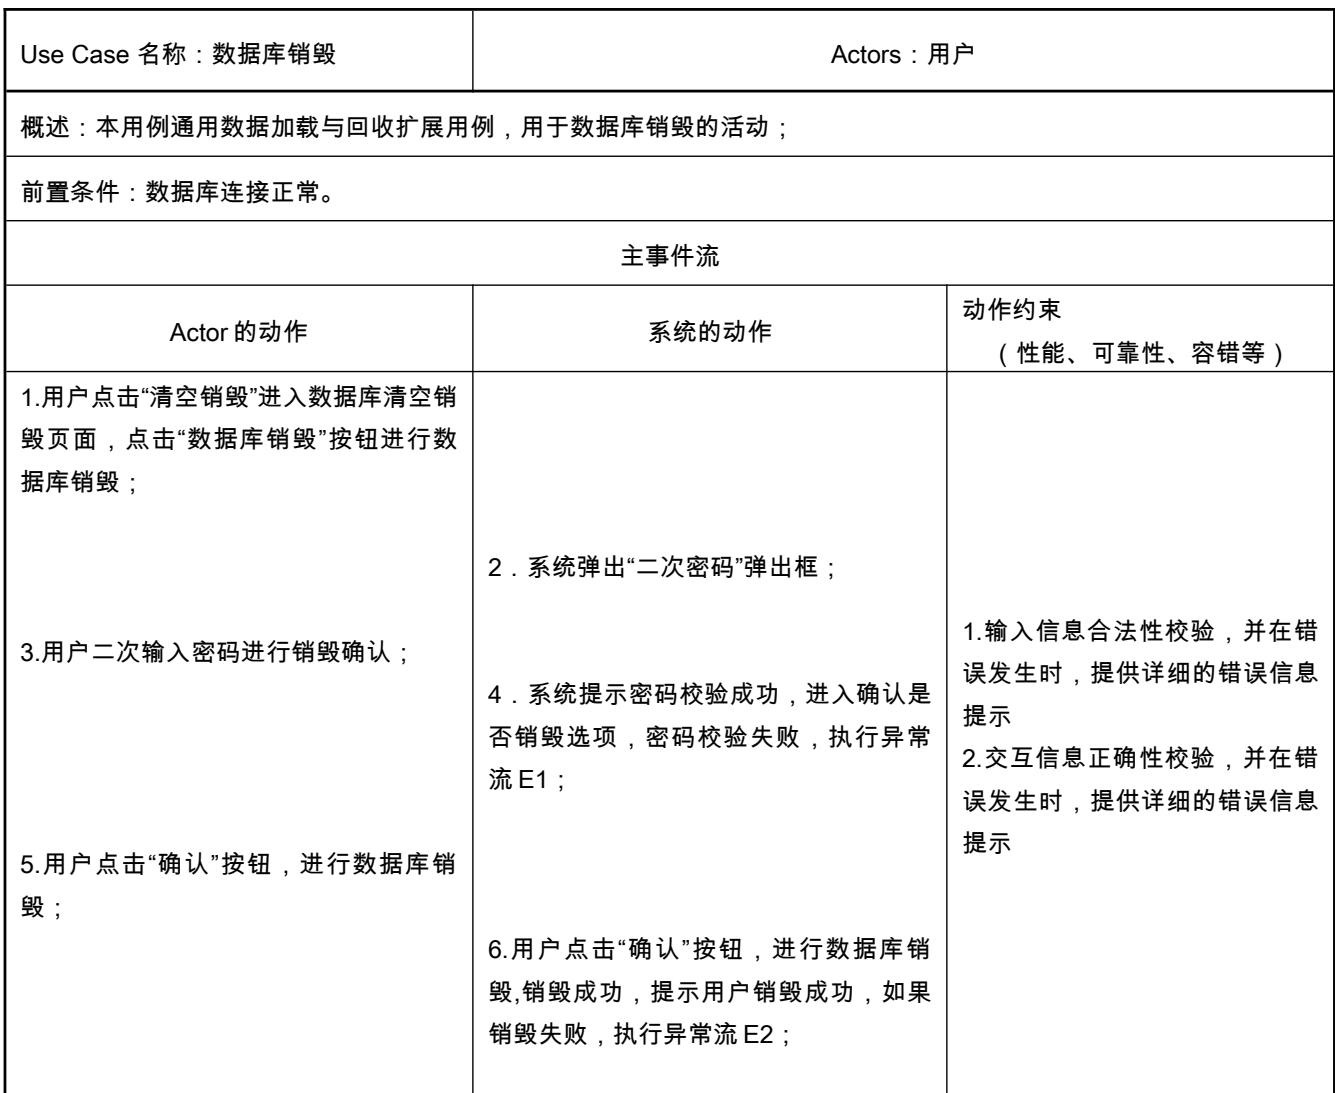 Use Case 名称：数据库销毁
Actors：用户
概述：本用例通用数据加载与回收扩展用例，用于数据库销毁的活动；
前置条件：数据库连接正常。
主事件流
Actor 的动作
系统的动作
动作约束
（性能、可靠性、容错等）
1.用户点击“清空销毁”进入数据库清空销
毁页面，点击“数据库销毁”按钮进行数
据库销毁；
3.用户二次输入密码进行销毁确认；
5.用户点击“确认”按钮，进行数据库销
毁；
2．系统弹出“二次密码”弹出框；
4．系统提示密码校验成功，进入确认是
否销毁选项，密码校验失败，执行异常
流 E1；
6.用户点击“确认”按钮，进行数据库销
毁,销毁成功，提示用户销毁成功，如果
销毁失败，执行异常流 E2；
1.输入信息合法性校验，并在错
误发生时，提供详细的错误信息
提示
2.交互信息正确性校验，并在错
误发生时，提供详细的错误信息
提示